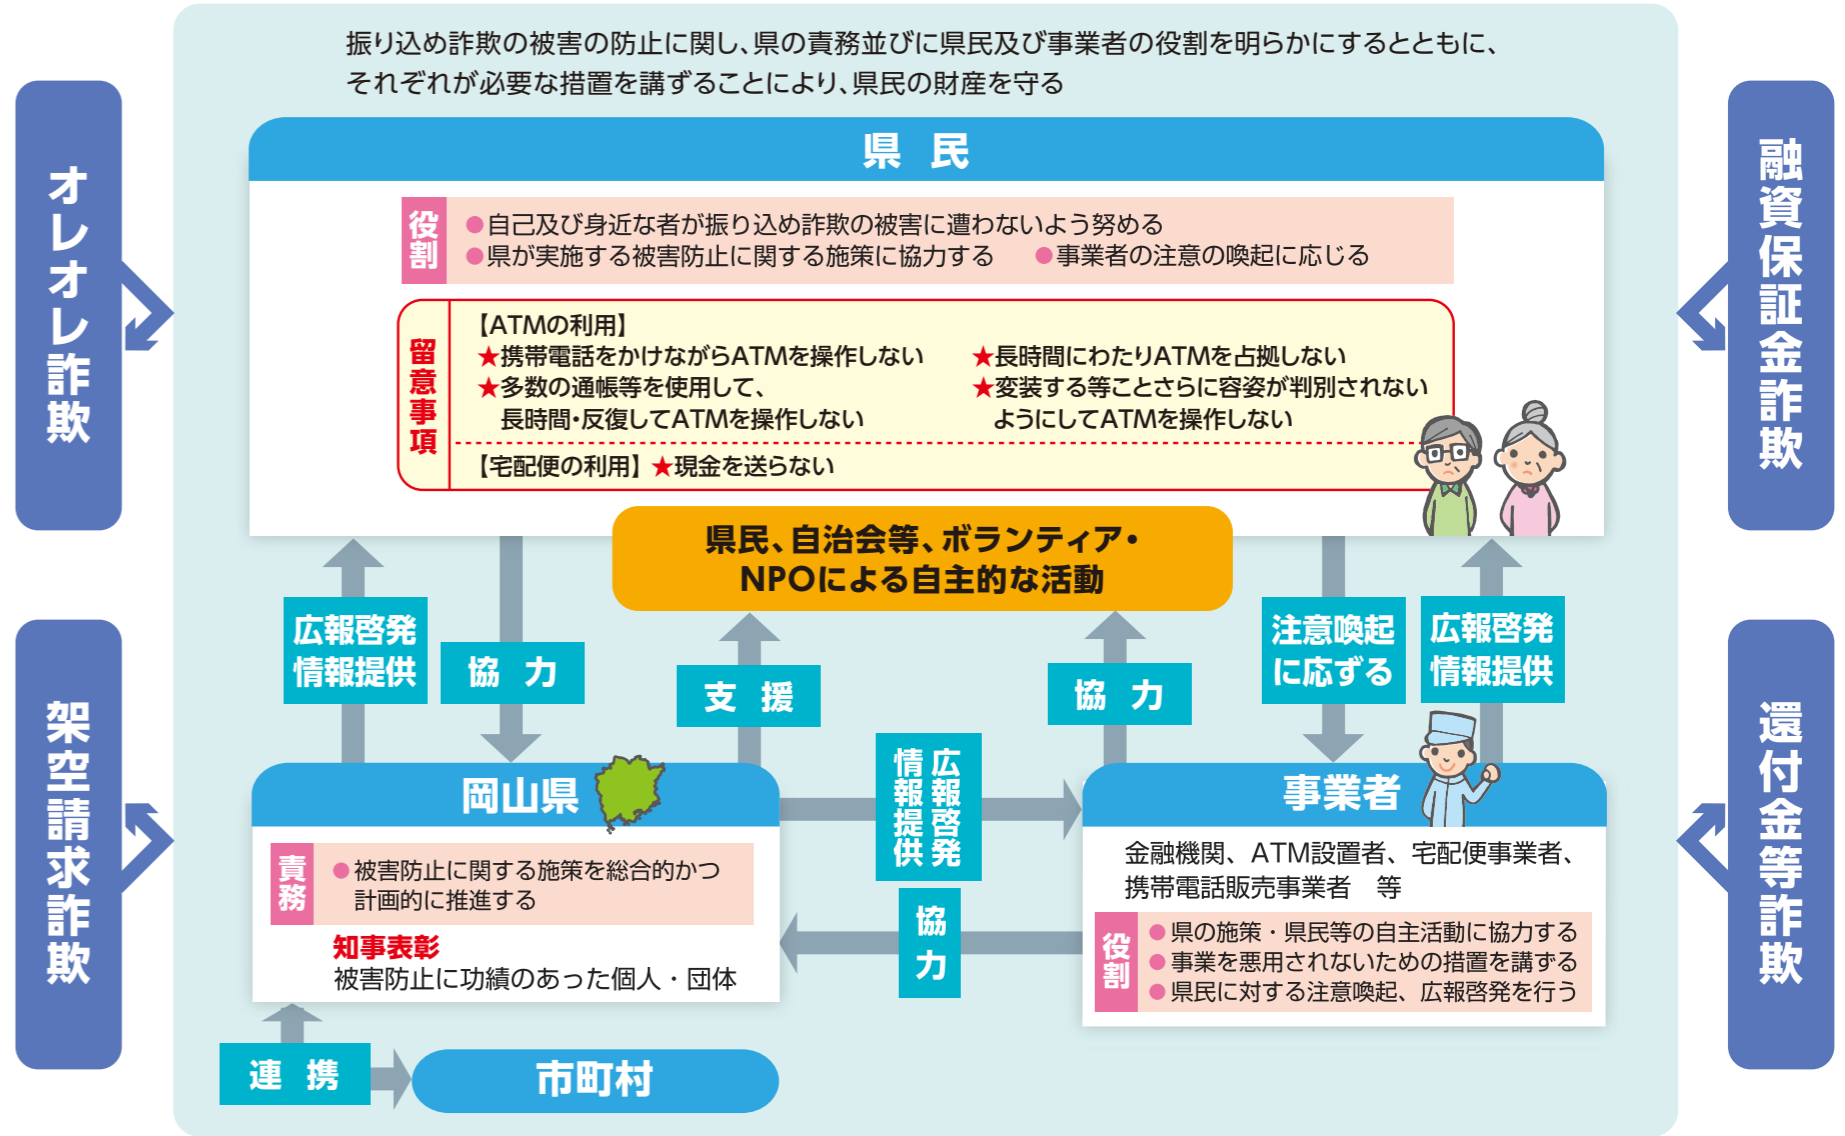 振り込め詐欺の被害の防止に関し、県の責務並びに県民及び事業者の役割を明らかにするとともに、
それぞれが必要な措置を講ずることにより、県民の財産を守る
オレオレ詐欺
架空請求詐欺
融資保証金詐欺
還付金等詐欺
県 民
役割
●自己及び身近な者が振り込め詐欺の被害に遭わないよう努める
●県が実施する被害防止に関する施策に協力する ●事業者の注意の喚起に応じる
留意事項
【ATMの利用】
★携帯電話をかけながらATMを操作しない
★多数の通帳等を使用して、
長時間・反復してATMを操作しない
★長時間にわたりATMを占拠しない
★変装する等ことさらに容姿が判別されない
ようにしてATMを操作しない
【宅配便の利用】★現金を送らない
県民、自治会等、ボランティア・
NPOによる自主的な活動
広報啓発
情報提供
協 力
支 援
協 力
注意喚起
に応ずる
広報啓発
情報提供
岡山県
責務
●被害防止に関する施策を総合的かつ
計画的に推進する
知事表彰
被害防止に功績のあった個人・団体
広報啓発
情報提供
協力
事業者
金融機関、ATM設置者、宅配便事業者、
携帯電話販売事業者 等
役割
●県の施策・県民等の自主活動に協力する
●事業を悪用されないための措置を講ずる
●県民に対する注意喚起、広報啓発を行う
連 携
市町村